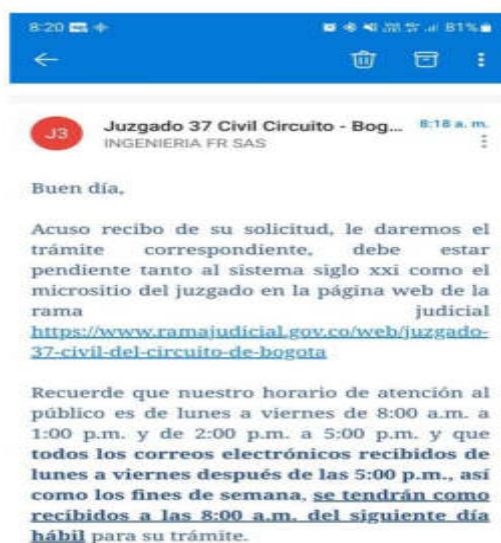 8:20
81%
J3
Juzgado 37 Civil Circuito - Bog...
8:18 a. m.
INGENIERIA FR SAS
Buen día,
Acuso recibo de su solicitud, le daremos el
trámite correspondiente, debe estar
pendiente tanto al sistema siglo xxi como el
micrositio del juzgado en la página web de la
rama judicial
https://www.ramajudicial.gov.co/web/juzgado-
37-civil-del-circuito-de-bogota
Recuerde que nuestro horario de atención al
público es de lunes a viernes de 8:00 a.m. a
1:00 p.m. y de 2:00 p.m. a 5:00 p.m. y que
todos los correos electrónicos recibidos de
lunes a viernes después de las 5:00 p.m., así
como los fines de semana, se tendrán como
recibidos a las 8:00 a.m. del siguiente día
hábil para su trámite.